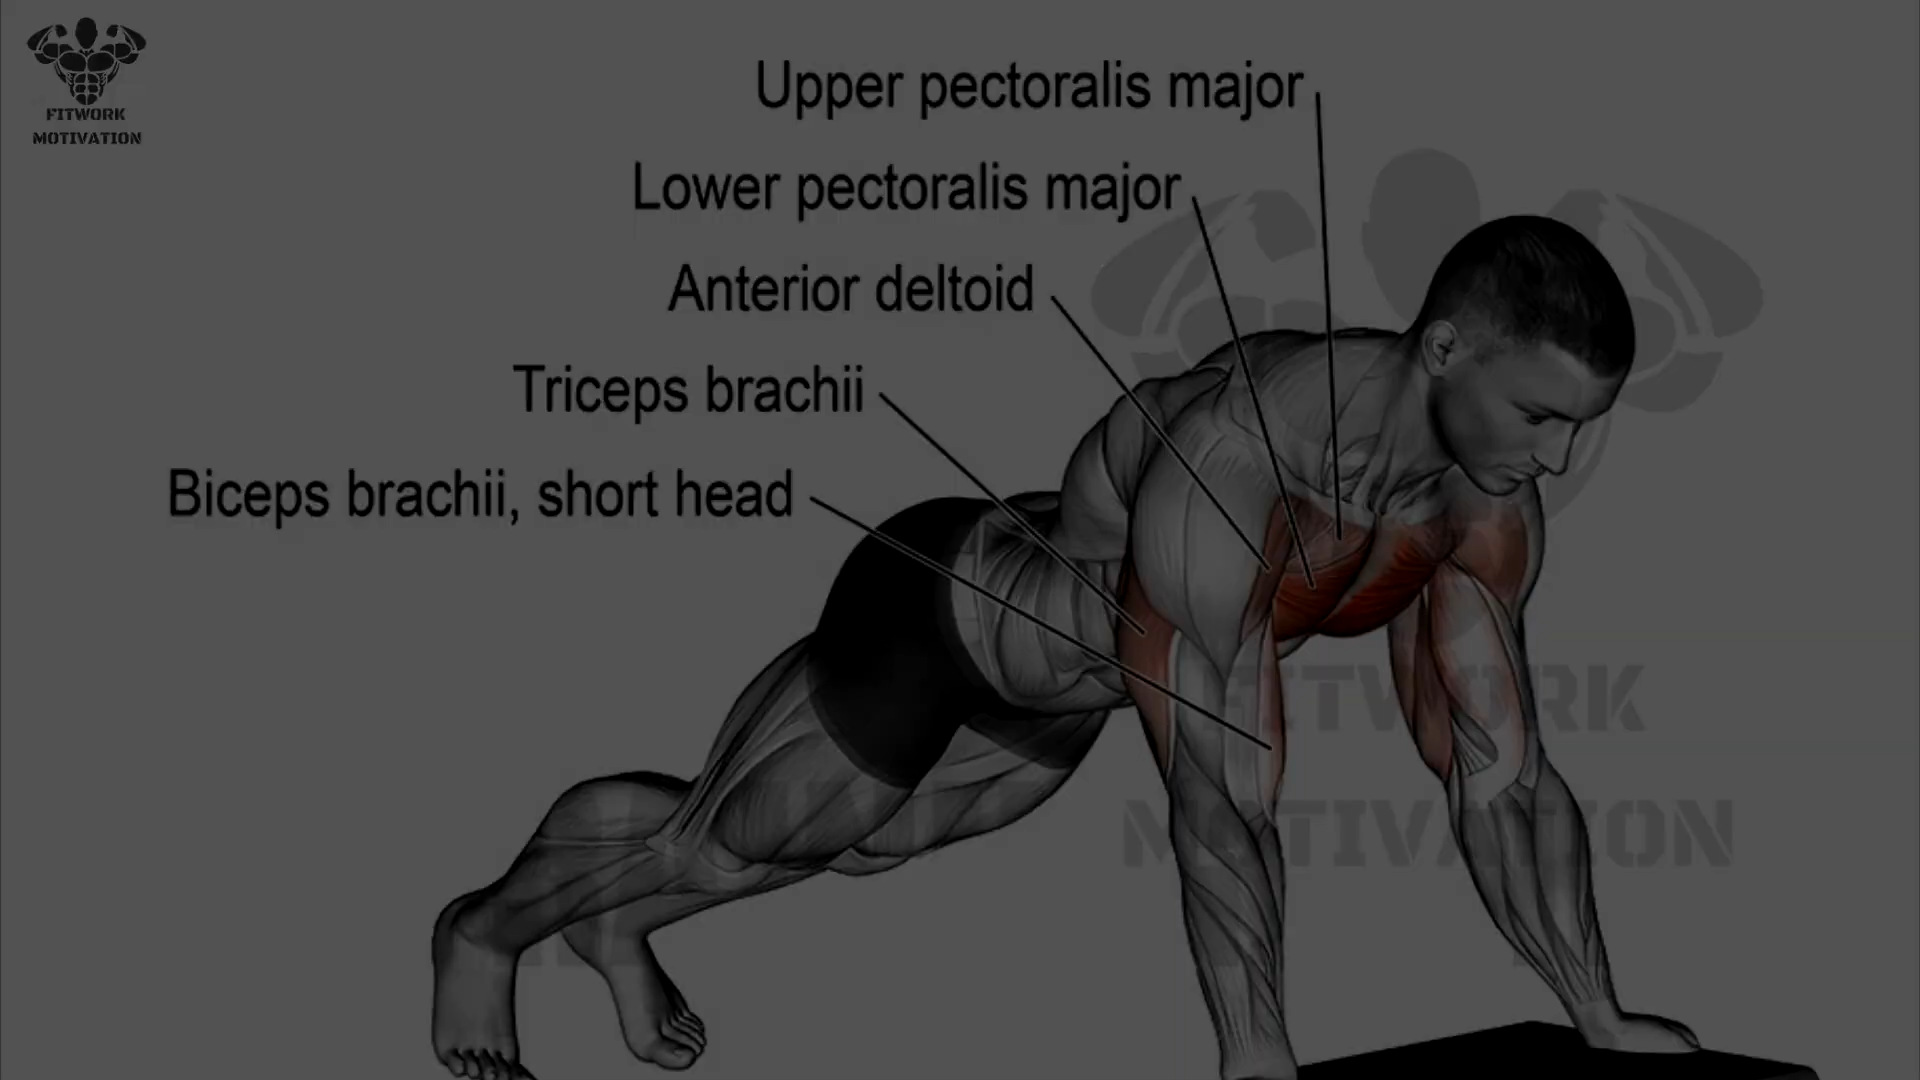 FITWORK
MOTIVATION
Upper pectoralis major
Lower pectoralis major
Anterior deltoid
Triceps brachii
Biceps brachii, short head
FITWORK
MOTIVATION